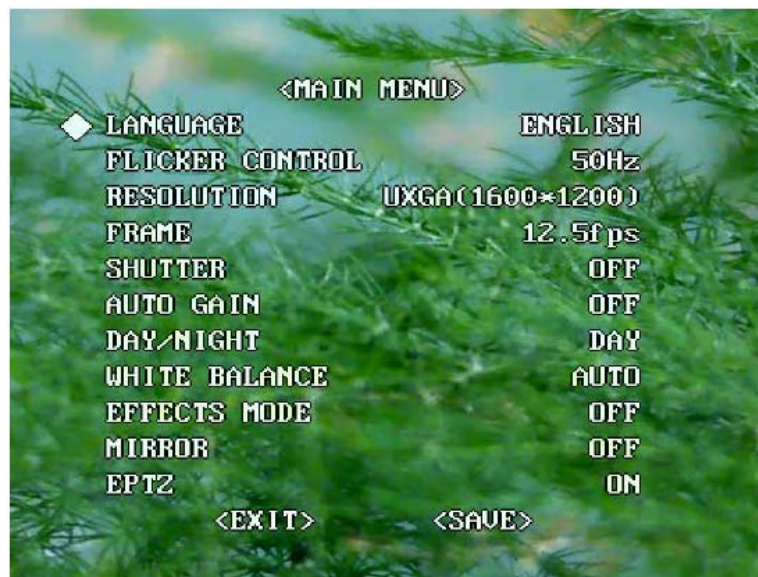 <MAIN MENU>
LANGUAGE ENGLISH
FLICKER CONTROL 50Hz
RESOLUTION UXGA(1600*1200)
FRAME 12.5fps
SHUTTER OFF
AUTO GAIN OFF
DAY/NIGHT DAY
WHITE BALANCE AUTO
EFFECTS MODE OFF
MIRROR OFF
EPTZ ON
<EXIT> <SAVE>